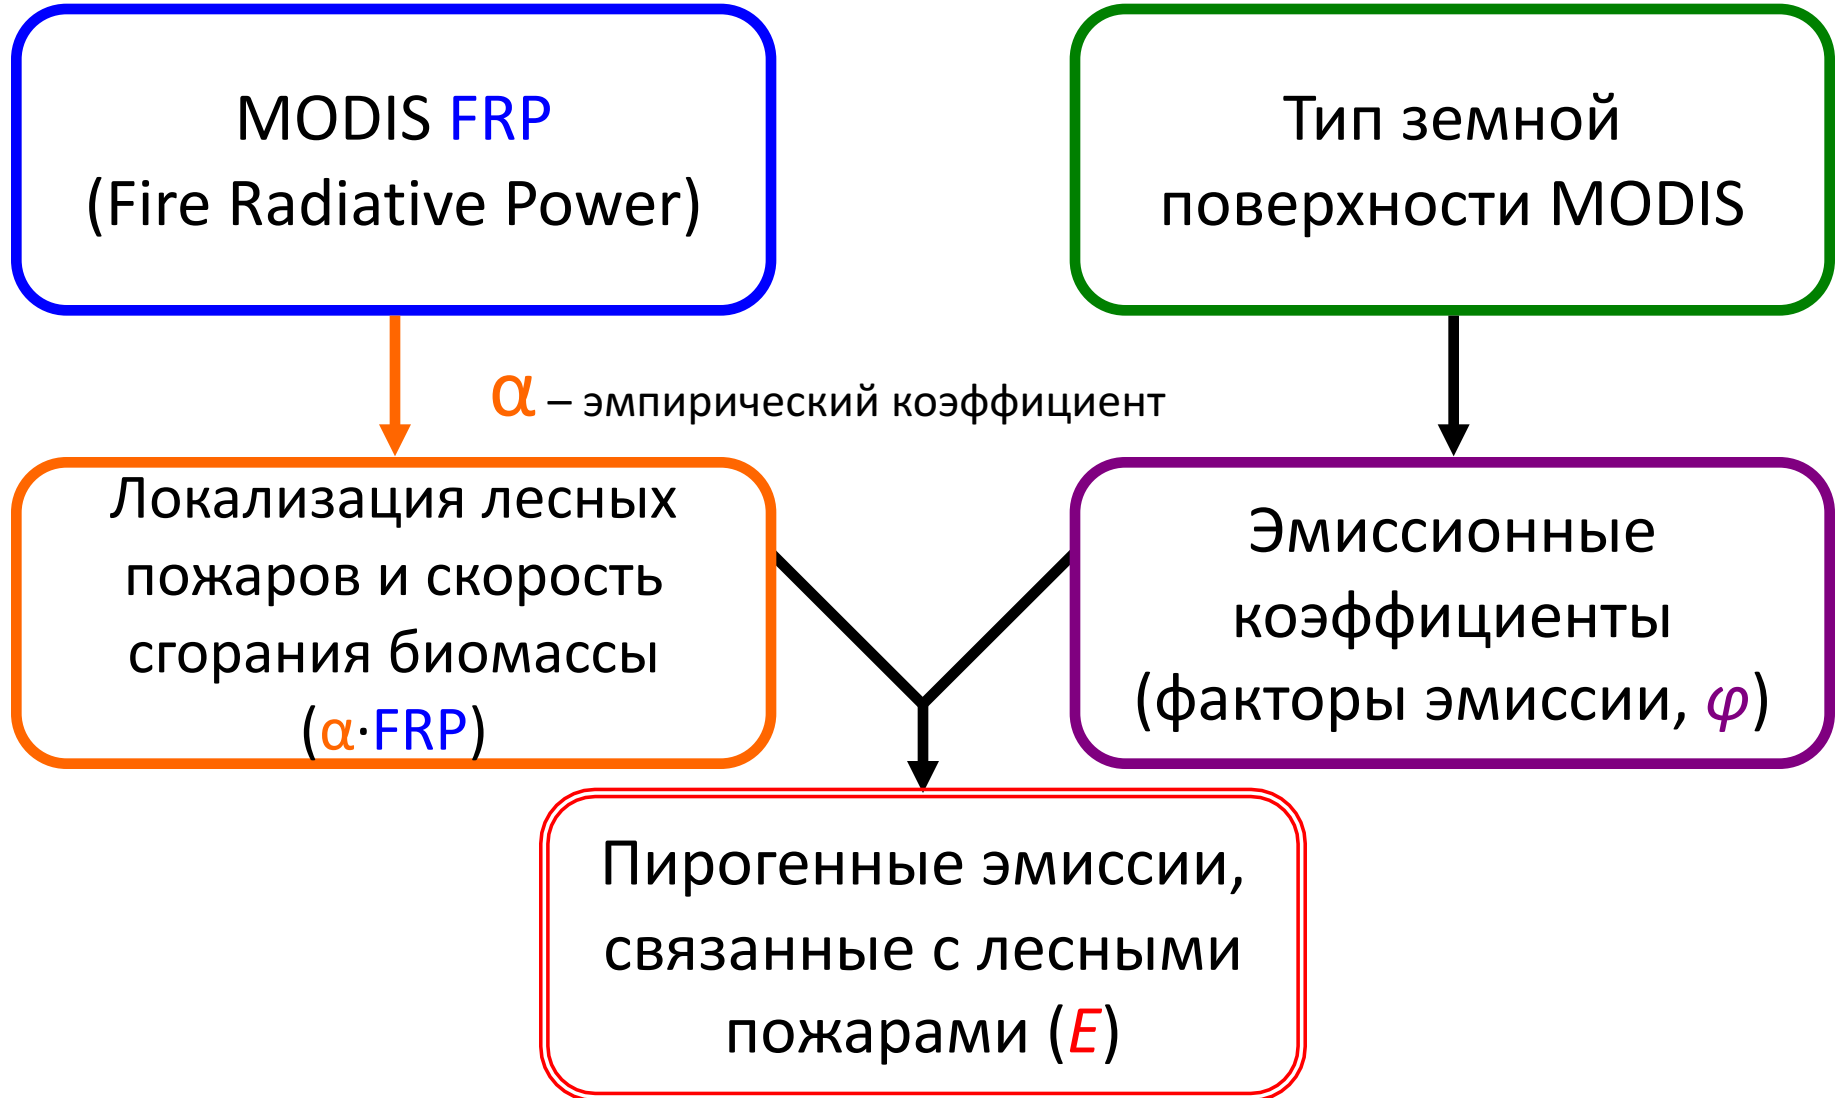 MODIS FRP
(Fire Radiative Power)
Тип земной
поверхности MODIS
α – эмпирический коэффициент
Локализация лесных
пожаров и скорость
сгорания биомассы
(α·FRP)
Эмиссионные
коэффициенты
(факторы эмиссии, φ)
Пирогенные эмиссии,
связанные с лесными
пожарами (E)